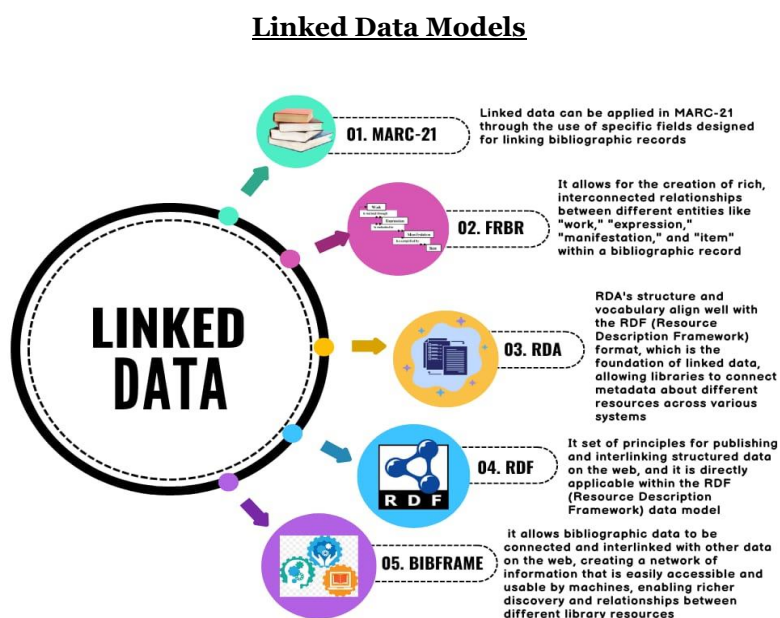 Linked Data Models
LINKED
DATA
01. MARC-21
Linked data can be applied in MARC-21
through the use of specific fields designed
for linking bibliographic records
02. FRBR
It allows for the creation of rich,
interconnected relationships
between different entities like
"work," "expression,
"manifestation," and "item"
within a bibliographic record
Work
Expression
Manifestation
Item
03. RDA
RDA's structure and
vocabulary align well with
the RDF (Resource
Description Framework)
format, which is the
foundation of linked data,
allowing libraries to connect
metadata about different
resources across various
systems
RDF
04. RDF
It set of principles for publishing
and interlinking structured data
on the web, and it is directly
applicable within the RDF
(Resource Description
Framework) data model
05. BIBFRAME
it allows bibliographic data to be
connected and interlinked with other data
on the web, creating a network of
information that is easily accessible and
usable by machines, enabling richer
discovery and relationships between
different library resources